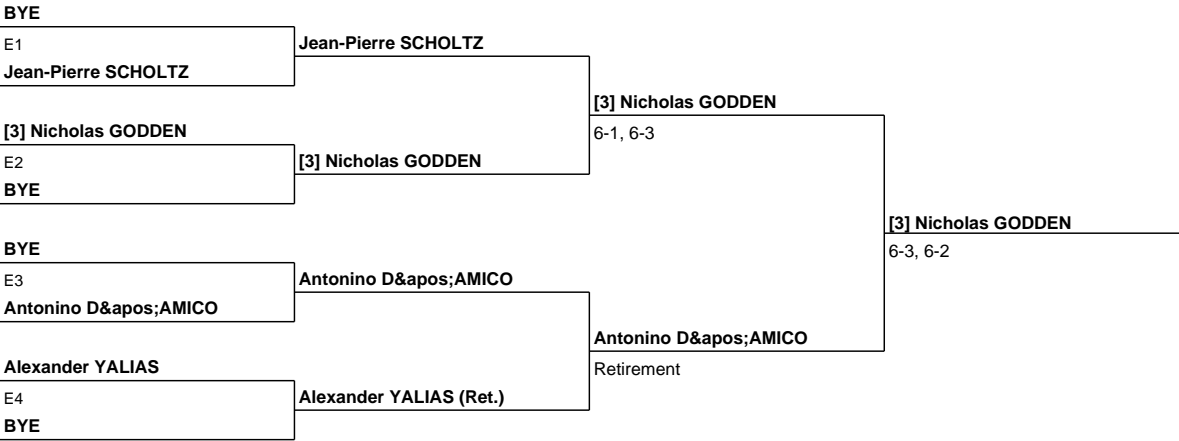 BYE
E1
Jean-Pierre SCHOLTZ
Jean-Pierre SCHOLTZ
[3] Nicholas GODDEN
6-1, 6-3
[3] Nicholas GODDEN
E2
[3] Nicholas GODDEN
BYE
[3] Nicholas GODDEN
6-3, 6-2
BYE
E3
Antonino D&apos;AMICO
Antonino D&apos;AMICO
Antonino D&apos;AMICO
Retirement
Alexander YALIAS
E4
Alexander YALIAS (Ret.)
BYE